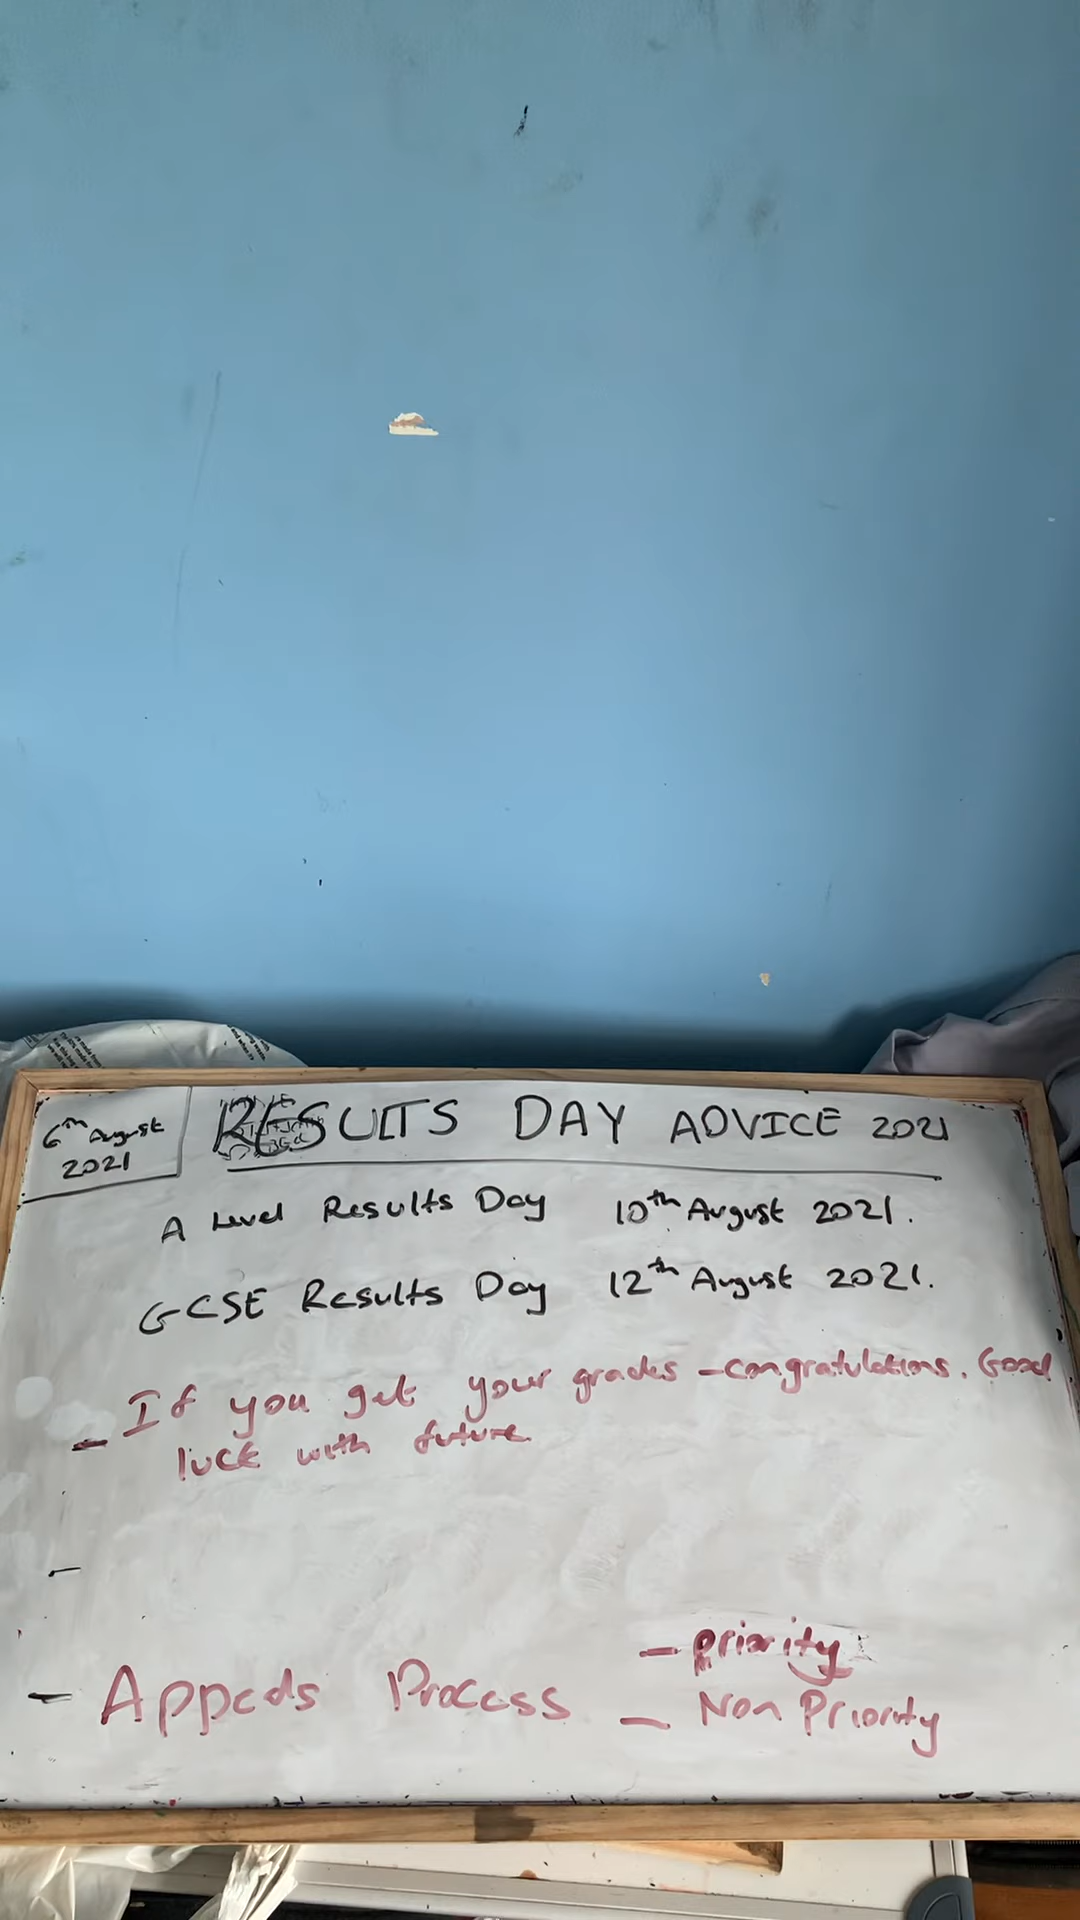 6th August
2021
RESULTS DAY ADVICE 2021
A Level Results Day 10th August 2021.
GCSE Results Day 12th August 2021.
- If you get your grades - congratulations. Good
luck with future
-
- Appeals Process
- priority
- Non Priority